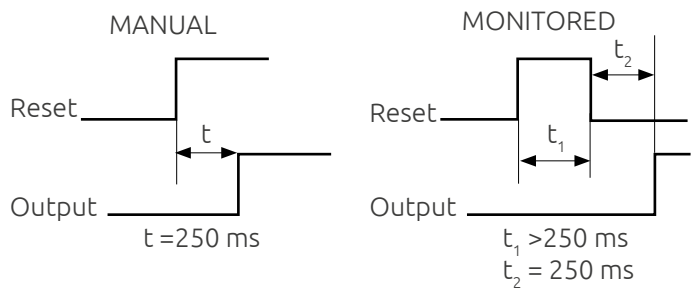 MANUAL
Reset
t
Output
t =250 ms
MONITORED
t₂
Reset
t₁
Output
t₁ >250 ms
t₂ = 250 ms